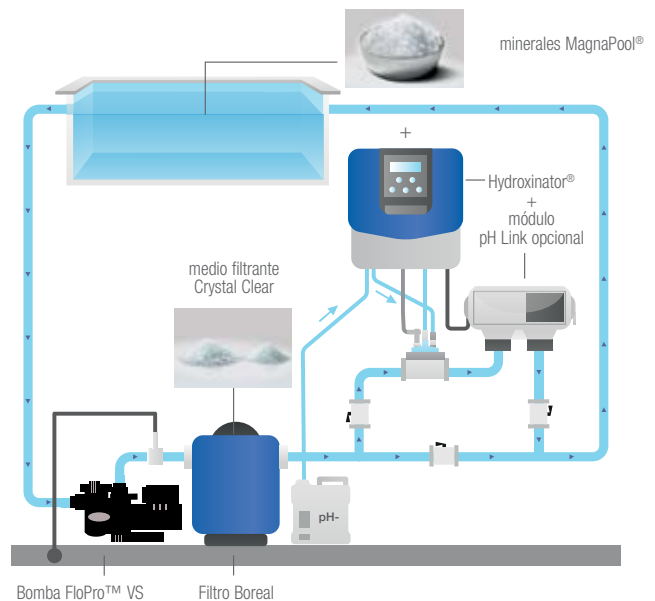 minerales MagnaPool®
+
Hydroxinator®
+
módulo
pH Link opcional
medio filtrante
Crystal Clear
pH-
Bomba FloPro™ VS
Filtro Boreal